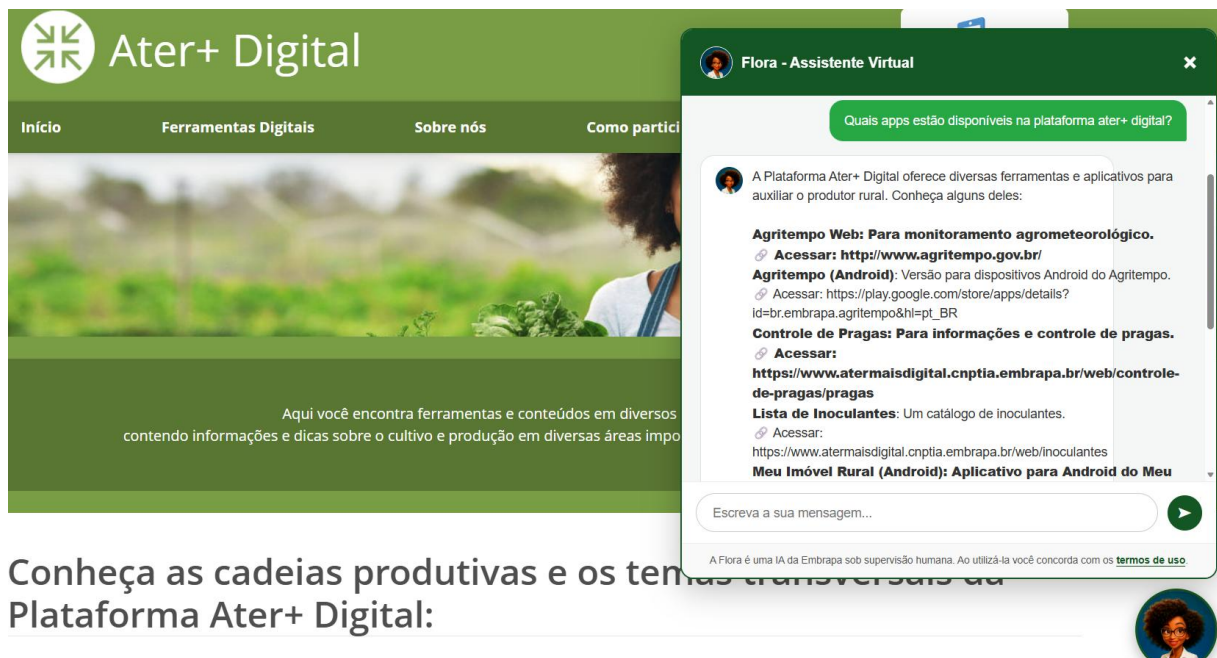 Ater+ Digital
Início
Ferramentas Digitais
Sobre nós
Como partici
Aqui você encontra ferramentas e conteúdos em diversos
contendo informações e dicas sobre o cultivo e produção em diversas áreas impo
Conheça as cadeias produtivas e os temas transversais da
Plataforma Ater+ Digital:
Flora - Assistente Virtual
Quais apps estão disponíveis na plataforma ater+ digital?
A Plataforma Ater+ Digital oferece diversas ferramentas e aplicativos para
auxiliar o produtor rural. Conheça alguns deles:
Agritempo Web: Para monitoramento agrometeorológico.
Acessar: http://www.agritempo.gov.br/
Agritempo (Android): Versão para dispositivos Android do Agritempo.
Acessar: https://play.google.com/store/apps/details?
id=br.embrapa.agritempo&hl=pt_BR
Controle de Pragas: Para informações e controle de pragas.
Acessar:
https://www.atermaisdigital.cnptia.embrapa.br/web/controle-
de-pragas/pragas
Lista de Inoculantes: Um catálogo de inoculantes.
Acessar:
https://www.atermaisdigital.cnptia.embrapa.br/web/inoculantes
Meu Imóvel Rural (Android): Aplicativo para Android do Meu
Escreva a sua mensagem...
A Flora é uma IA da Embrapa sob supervisão humana. Ao utilizá-la você concorda com os termos de uso.